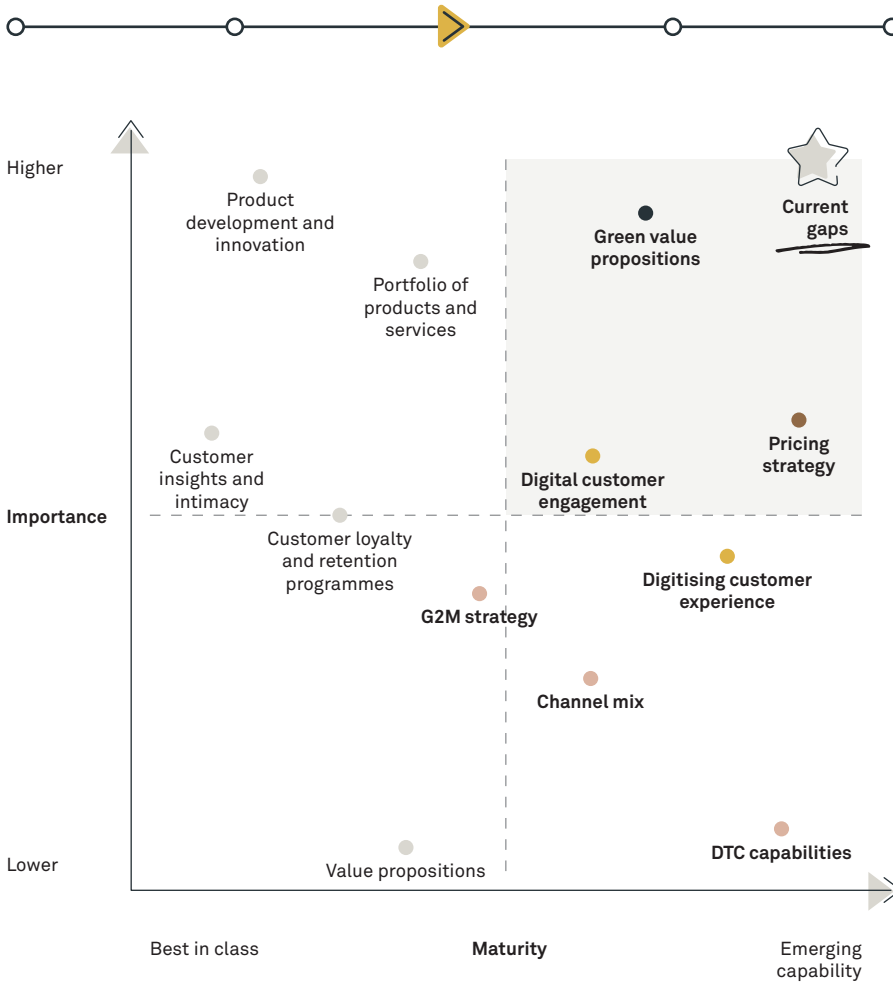 Higher
Product
development and
innovation
Portfolio of
products and
services
Green value
propositions
Current
gaps
Customer
insights and
intimacy
Digital customer
engagement
Pricing
strategy
Importance
Customer loyalty
and retention
programmes
G2M strategy
Digitising customer
experience
Channel mix
Lower
Value propositions
DTC capabilities
Best in class
Maturity
Emerging
capability